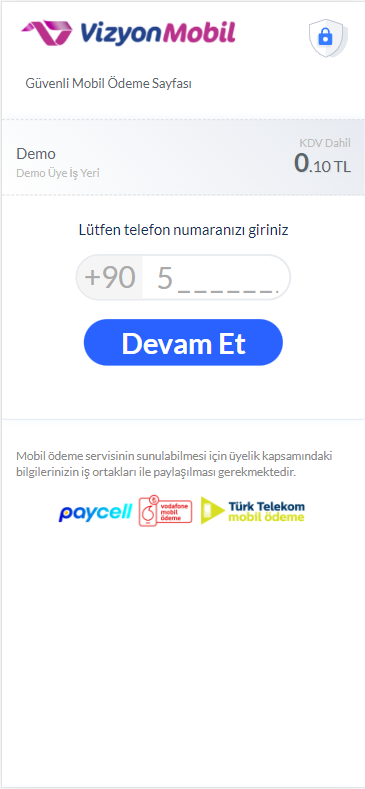 VizyonMobil
Güvenli Mobil Ödeme Sayfası
KDV Dahil
Demo
0.10 TL
Demo Üye İş Yeri
Lütfen telefon numaranızı giriniz
+90 5 _ _ _ _ _ _ .
Devam Et
Mobil ödeme servisinin sunulabilmesi için üyelik kapsamındaki
bilgilerinizin iş ortakları ile paylaşılması gerekmektedir.
paycell
vodafone
mobil
ödeme
Türk Telekom
mobil ödeme